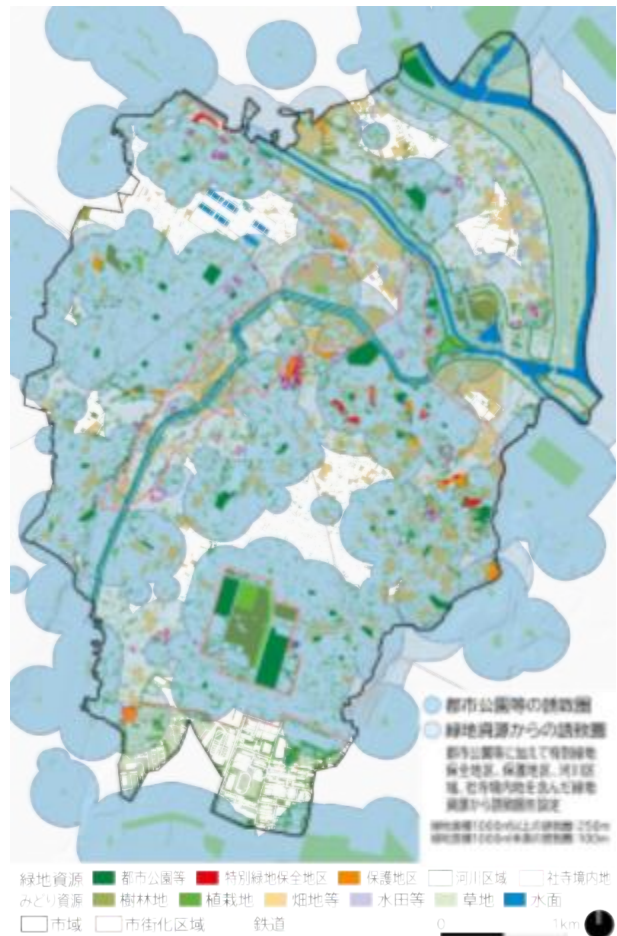 都市公園等の誘致圏
緑地資源からの誘致圏
都市公園等に加えて特別緑地
保全地区、保護地区、河川区
域、社寺境内地を含んだ緑地
資源から誘致圏を設定
緑地資源 都市公園等 特別緑地保全地区 保護地区 河川区域 社寺境内地
みどり資源 樹林地 植栽地 畑地等 水田等 草地 水面
市域 市街化区域 鉄道 0 1km